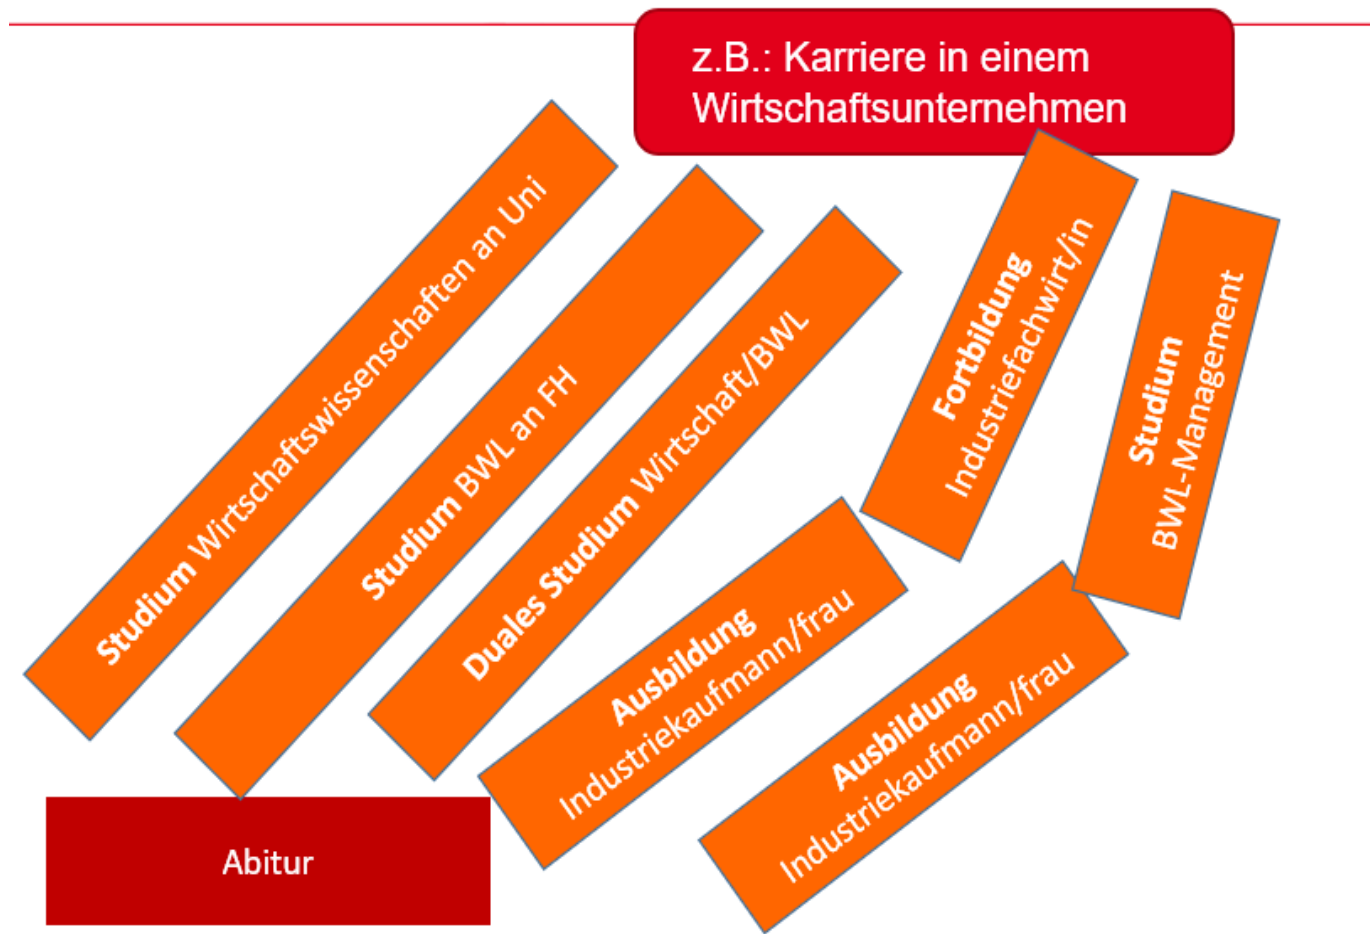 z.B.: Karriere in einem
Wirtschaftsunternehmen
Studium Wirtschaftswissenschaften an Uni
Studium BWL an FH
Duales Studium Wirtschaft/BWL
Ausbildung
Industriekaufmann/frau
Fortbildung
Industriefachwirt/in
Ausbildung
Industriekaufmann/frau
Studium
BWL-Management
Abitur